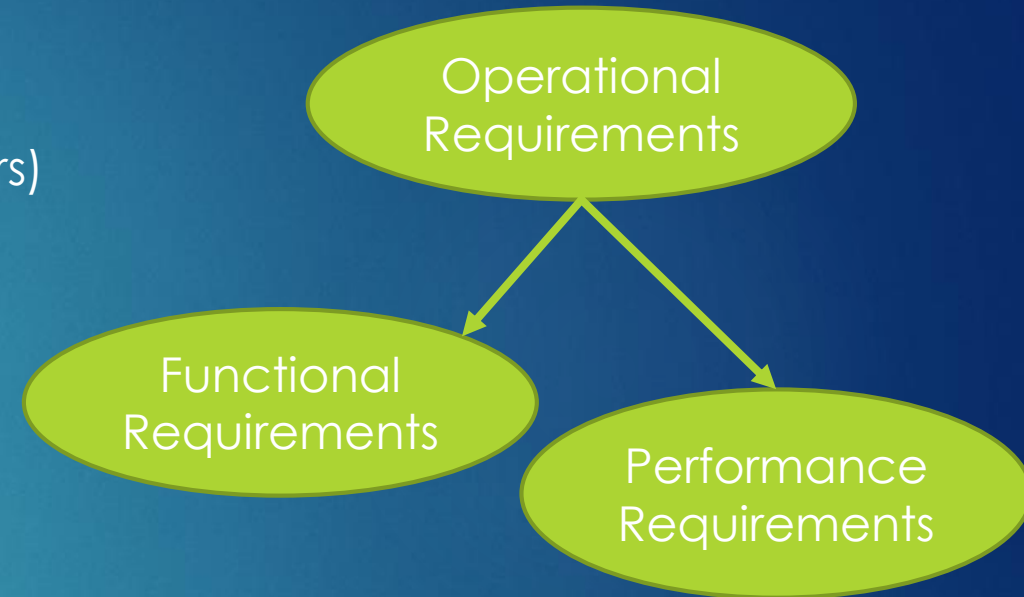 Operational
Requirements
rs)
Functional
Requirements
Performance
Requirements